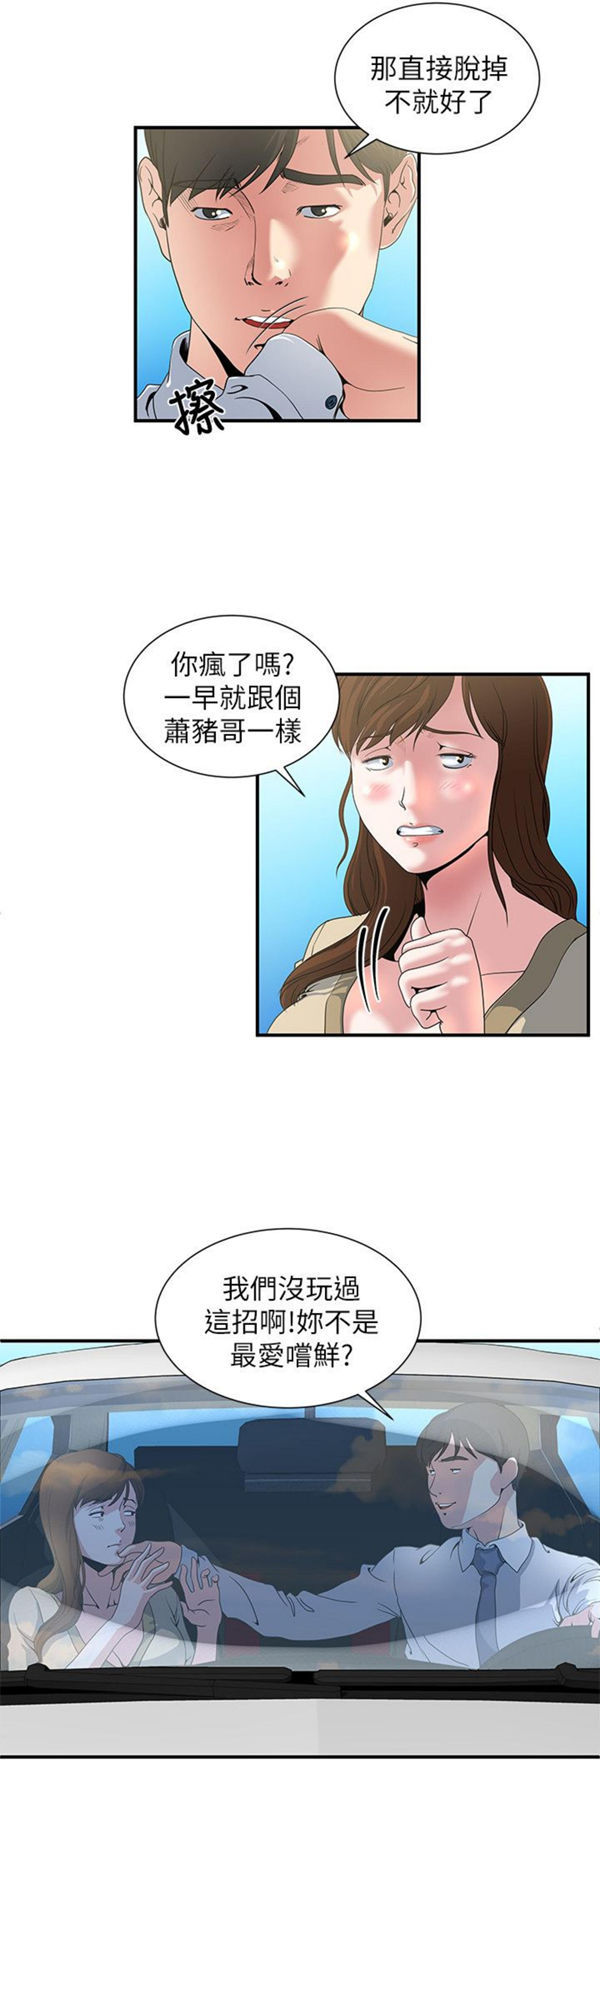 那直接脫掉
不就好了
擦
你瘋了嗎?
一早就跟個
蕭豬哥一樣
我們沒玩過
這招啊!妳不是
最愛嚐鮮?